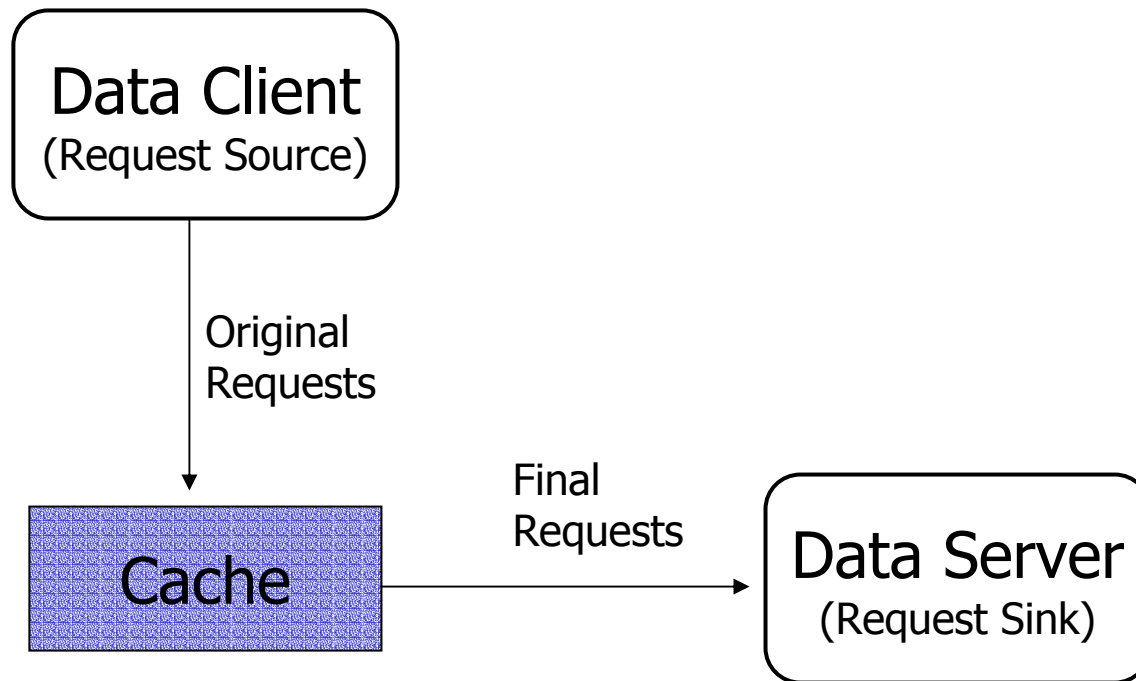 Data Client
(Request Source)
Original
Requests
Final
Requests
Cache
Data Server
(Request Sink)